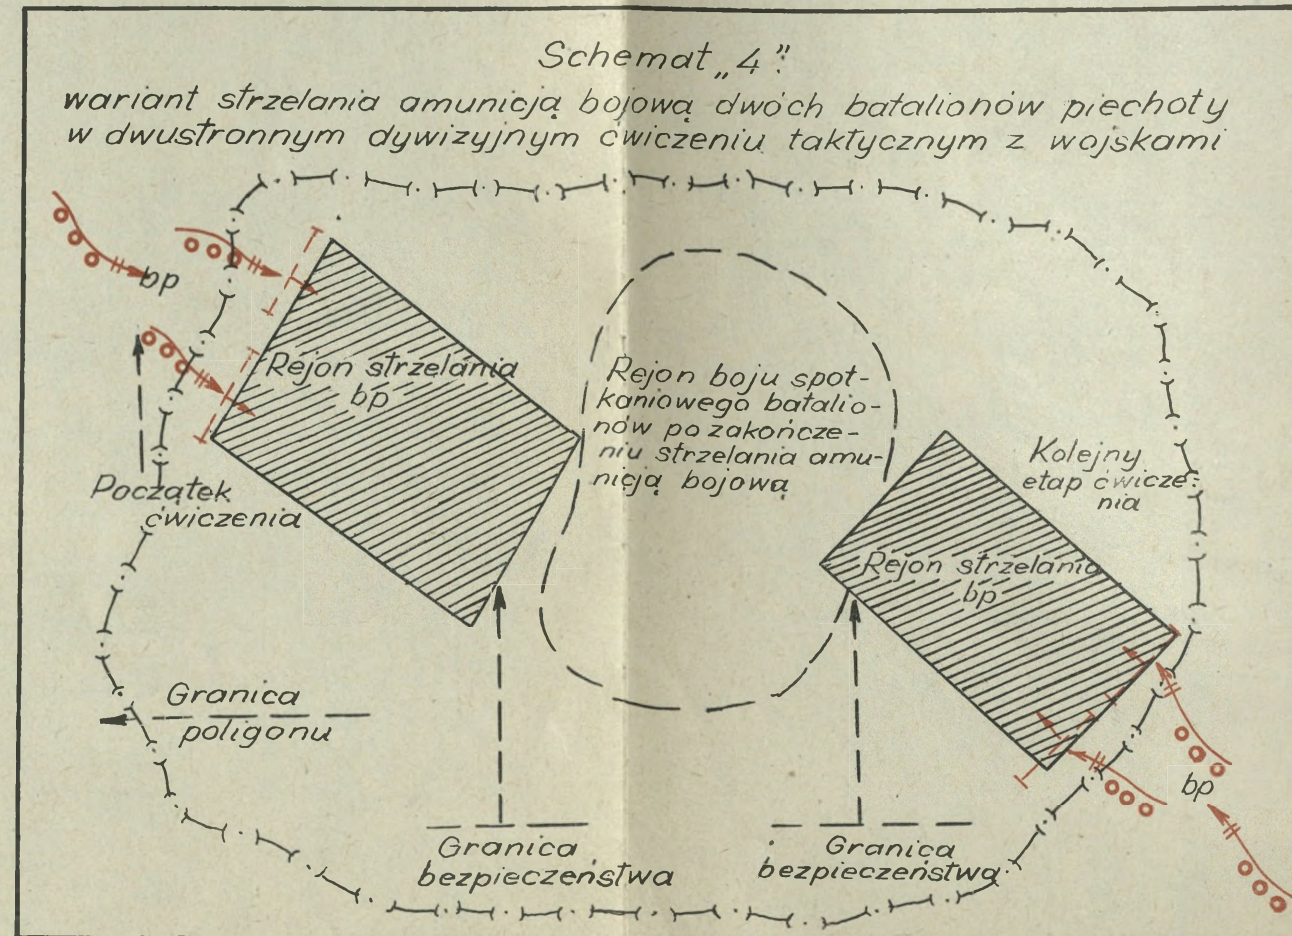 Schemat „4":
wariant strzelania amunicją bojową dwóch batalionów piechoty
w dwustronnym dywizyjnym ćwiczeniu taktycznym z wojskami
bp
Rejon strzelania
bp
Początek
ćwiczenia
Rejon boju spot-
kaniowego batalio-
nów po zakończe-
niu strzelania amu-
nicją bojową
Kolejny
etap ćwicze-
nia
Rejon strzelania
bp
Granica
poligonu
bp
Granica
bezpieczeństwa
Granica
bezpieczeństwa